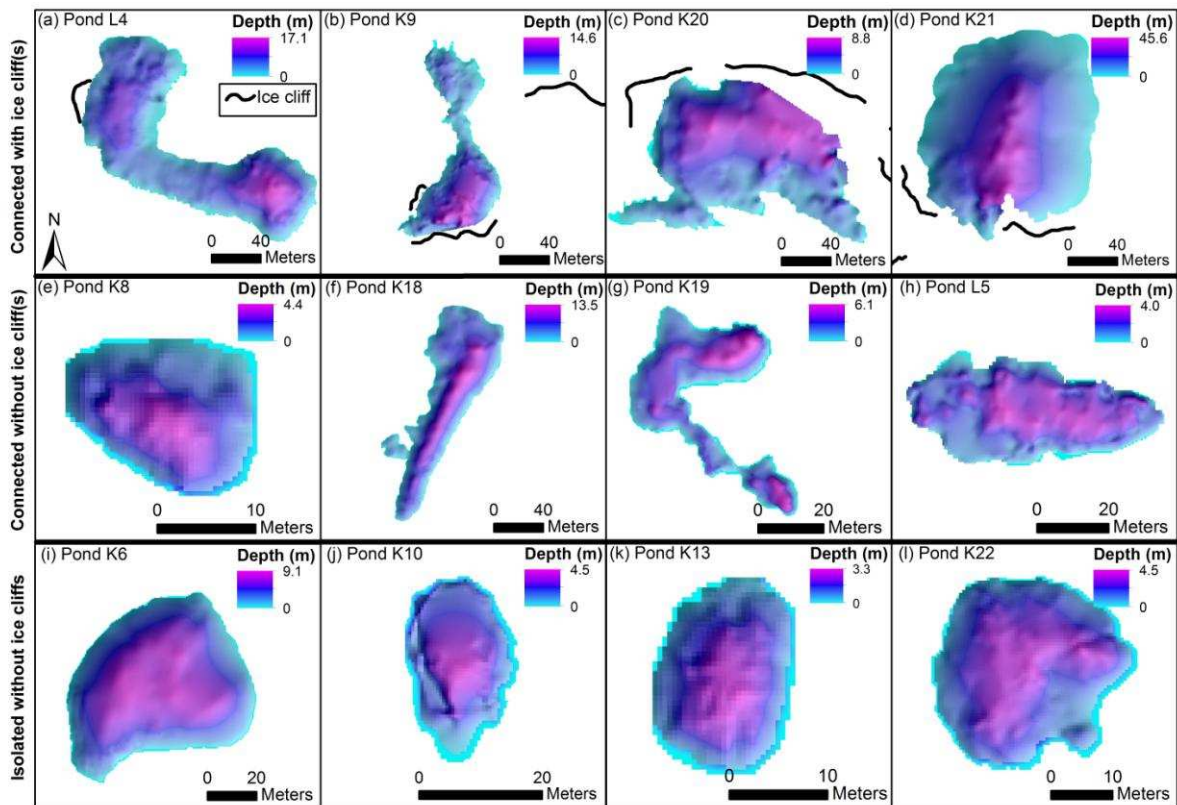 Connected with ice cliff(s)
(a) Pond L4
Depth (m)
17.1
0
Ice cliff
N
0 40
Meters
(b) Pond K9
Depth (m)
14.6
0
0 40
Meters
(c) Pond K20
Depth (m)
8.8
0
0 40
Meters
(d) Pond K21
Depth (m)
45.6
0
0 40
Meters
Connected without ice cliff(s)
(e) Pond K8
Depth (m)
4.4
0
0 10
Meters
(f) Pond K18
Depth (m)
13.5
0
0 40
Meters
(g) Pond K19
Depth (m)
6.1
0
0 20
Meters
(h) Pond L5
Depth (m)
4.0
0
0 20
Meters
Isolated without ice cliffs
(i) Pond K6
Depth (m)
9.1
0
0 20
Meters
(j) Pond K10
Depth (m)
4.5
0
0 20
Meters
(k) Pond K13
Depth (m)
3.3
0
0 10
Meters
(l) Pond K22
Depth (m)
4.5
0
0 10
Meters